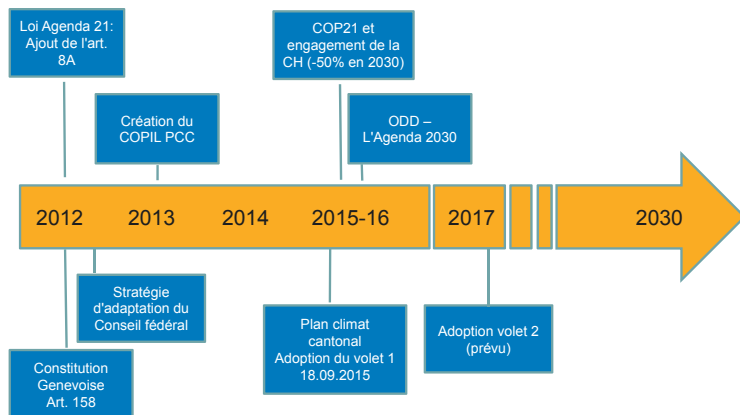 Loi Agenda 21:
Ajout de l'art.
8A
COP21 et
engagement de la
CH (-50% en 2030)
Création du
COPIL PCC
ODD –
L'Agenda 2030
2012
2013
2014
2015-16
2017
2030
Stratégie
d'adaptation du
Conseil fédéral
Constitution
Genevoise
Art. 158
Plan climat
cantonal
Adoption du volet 1
18.09.2015
Adoption volet 2
(prévu)